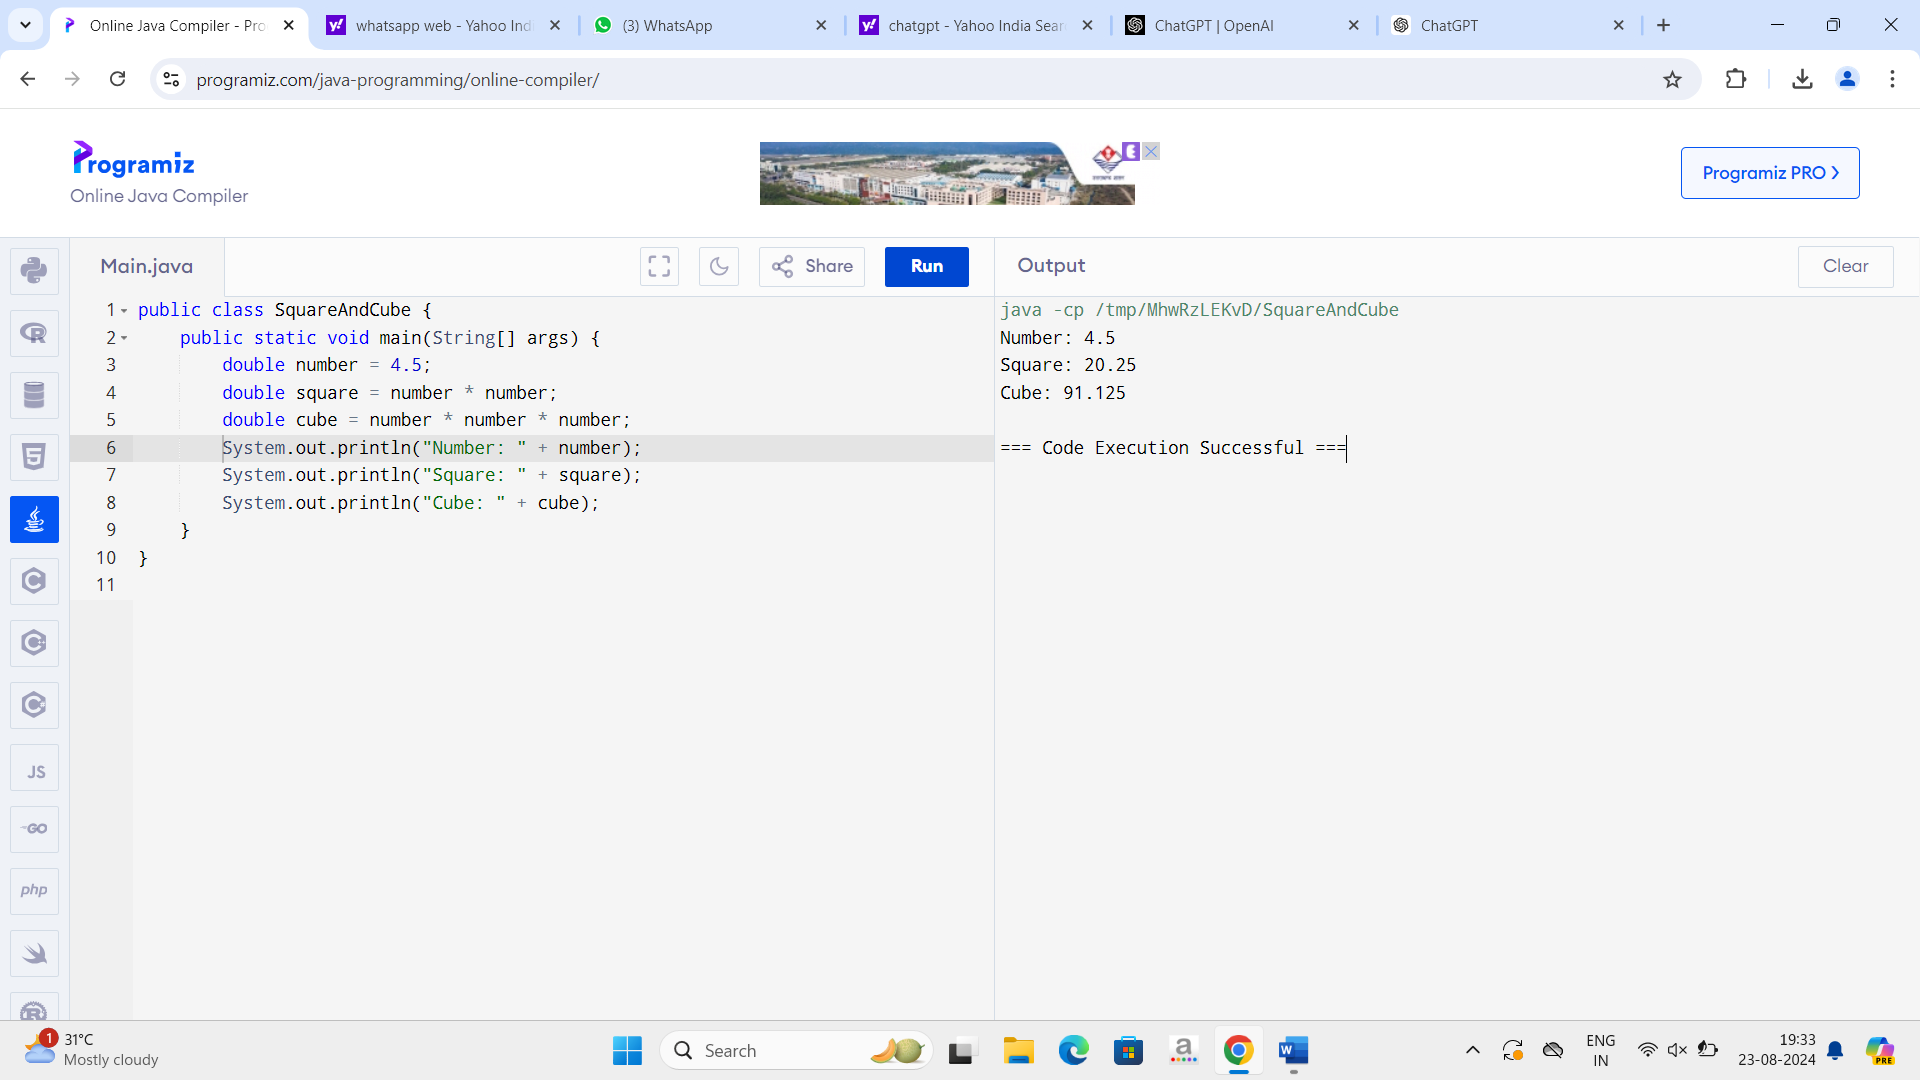 Online Java Compiler - Pro
whatsapp web - Yahoo Indi
(3) WhatsApp
chatgpt - Yahoo India Sear
ChatGPT | OpenAI
ChatGPT
programiz.com/java-programming/online-compiler/
Programiz
Online Java Compiler
Programiz PRO >
Main.java
Share
Run
Output
Clear
1 public class SquareAndCube {
2 public static void main(String[] args) {
3 double number = 4.5;
4 double square = number * number;
5 double cube = number * number * number;
6 System.out.println("Number: " + number);
7 System.out.println("Square: " + square);
8 System.out.println("Cube: " + cube);
9 }
10 }
11
java -cp /tmp/MhwRzLEKvD/SquareAndCube
Number: 4.5
Square: 20.25
Cube: 91.125
=== Code Execution Successful ===
JS
GO
php
1
31°C
Mostly cloudy
Search
ENG
IN
19:33
23-08-2024
PRE